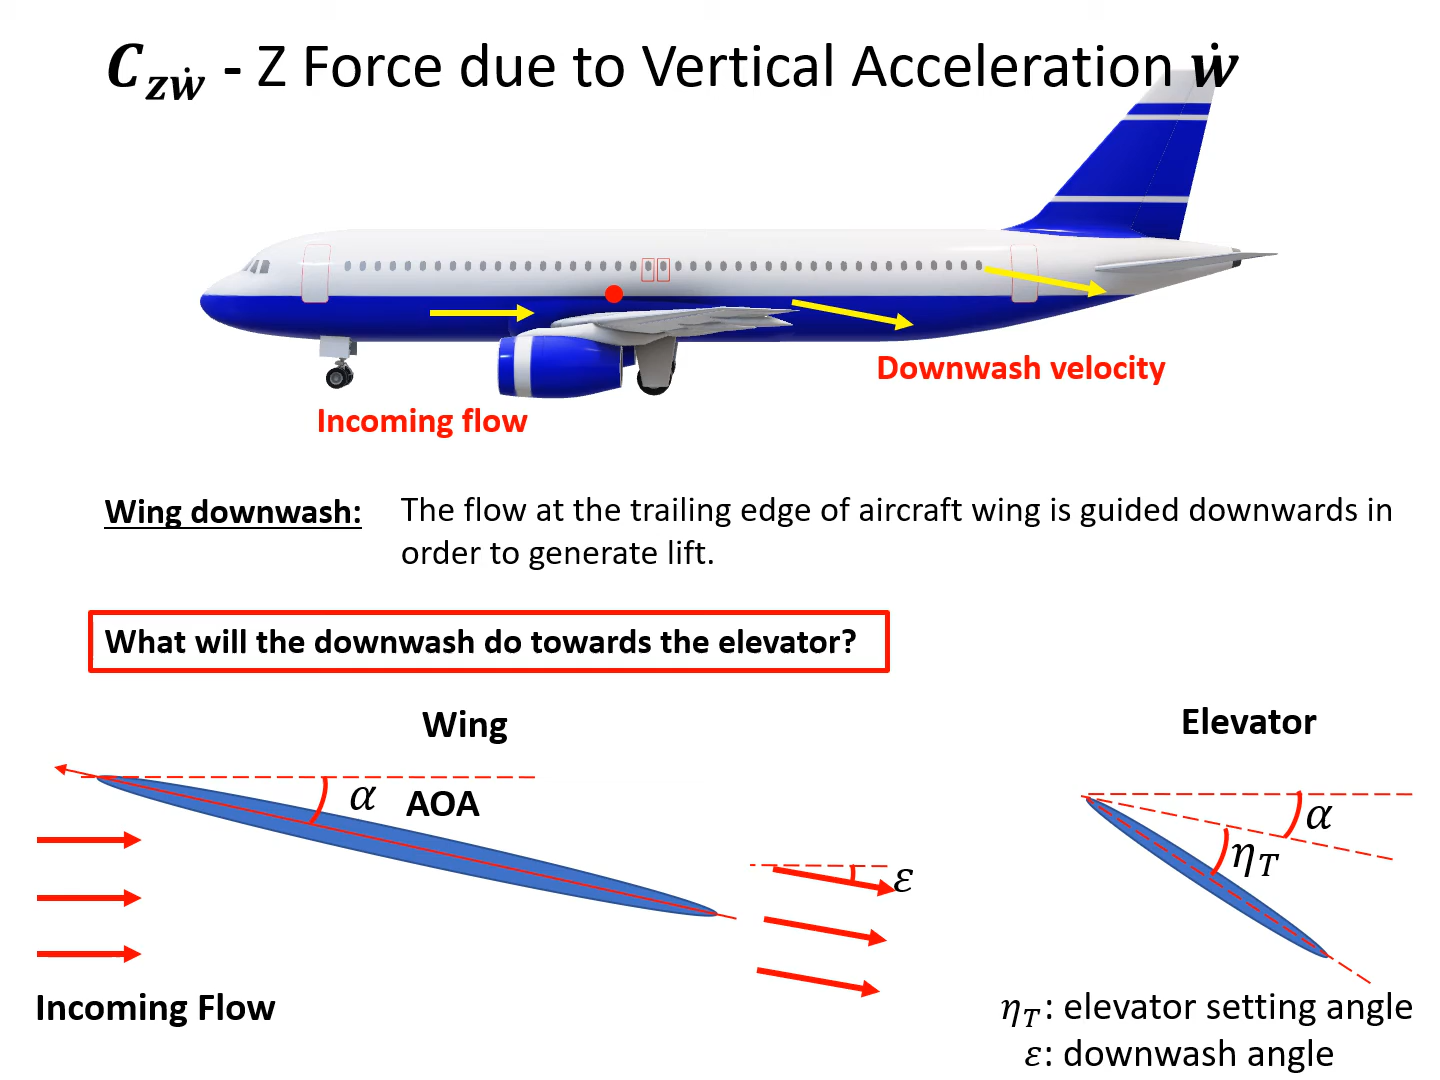 C_{zẇ} - Z Force due to Vertical Acceleration ẇ
Downwash velocity
Incoming flow
Wing downwash: The flow at the trailing edge of aircraft wing is guided downwards in
order to generate lift.
What will the downwash do towards the elevator?
Wing
Elevator
α AOA
α
η_T
ε
Incoming Flow
η_T: elevator setting angle
ε: downwash angle